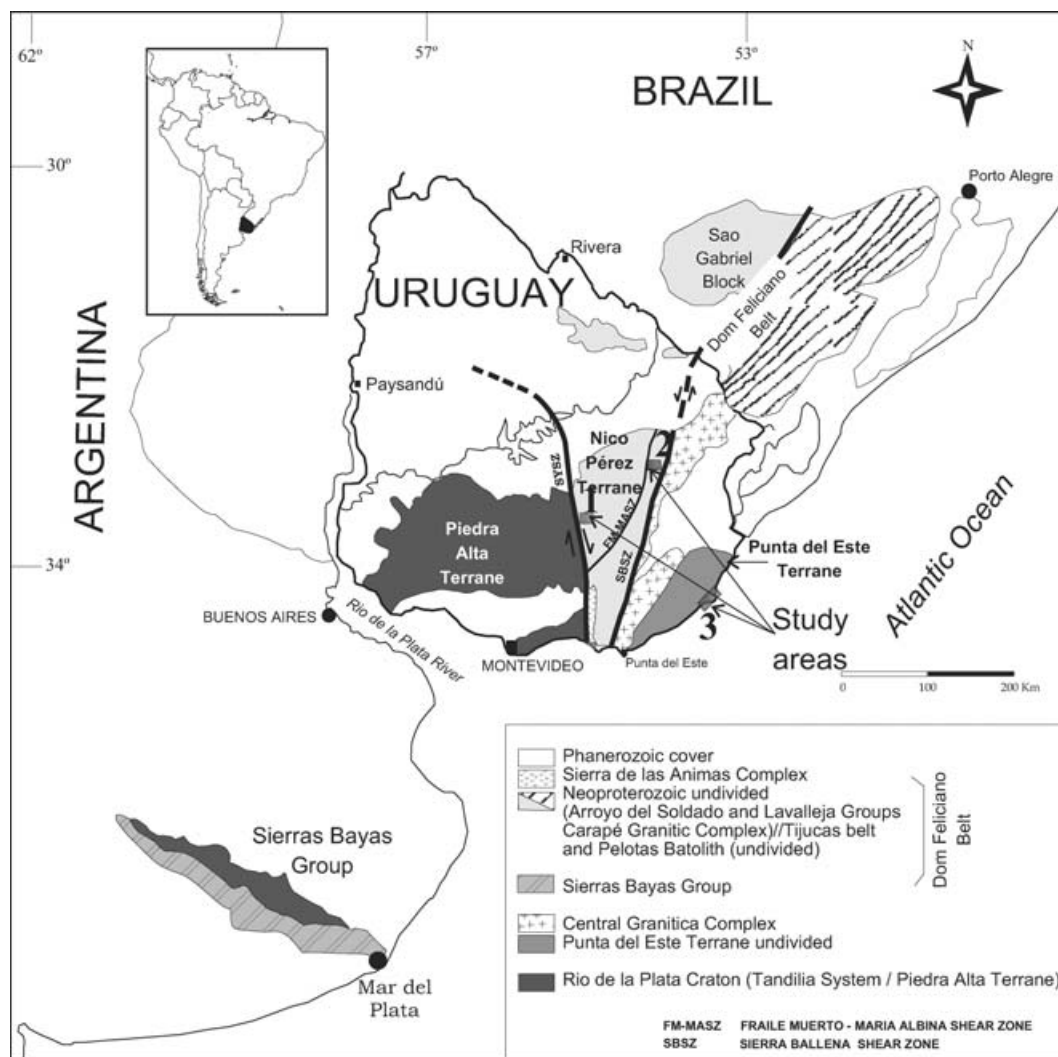 62º
57º
53º
N
BRAZIL
30º
Porto Alegre
Sao
Gabriel
Block
Rivera
URUGUAY
Dom Feliciano
Belt
ARGENTINA
Paysandú
Nico
Pérez
Terrane
2
SYSZ
1
FM-MASZ
SBSZ
Piedra
Alta
Terrane
34º
Punta del Este
Terrane
Atlantic Ocean
BUENOS AIRES
Rio de la Plata River
3
Study
areas
MONTEVIDEO
Punta del Este
0 100 200 Km
Phanerozoic cover
Sierra de las Animas Complex
Neoproterozoic undivided
(Arroyo del Soldado and Lavalleja Groups
Carapé Granitic Complex)//Tijucas belt
and Pelotas Batolith (undivided)
Dom Feliciano
Belt
Sierras Bayas Group
Central Granitica Complex
Punta del Este Terrane undivided
Rio de la Plata Craton (Tandilia System / Piedra Alta Terrane)
FM-MASZ FRAILE MUERTO - MARIA ALBINA SHEAR ZONE
SBSZ SIERRA BALLENA SHEAR ZONE
Sierras Bayas
Group
Mar del
Plata